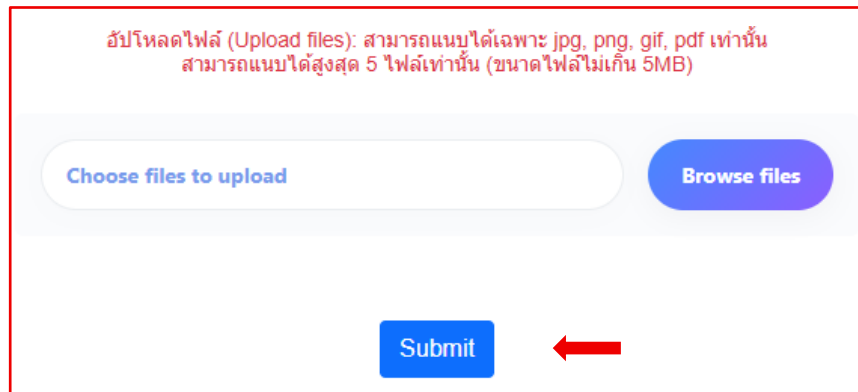 อัปโหลดไฟล์ (Upload files): สามารถแนบได้เฉพาะ jpg, png, gif, pdf เท่านั้น
สามารถแนบได้สูงสุด 5 ไฟล์เท่านั้น (ขนาดไฟล์ไม่เกิน 5MB)
Choose files to upload
Browse files
Submit